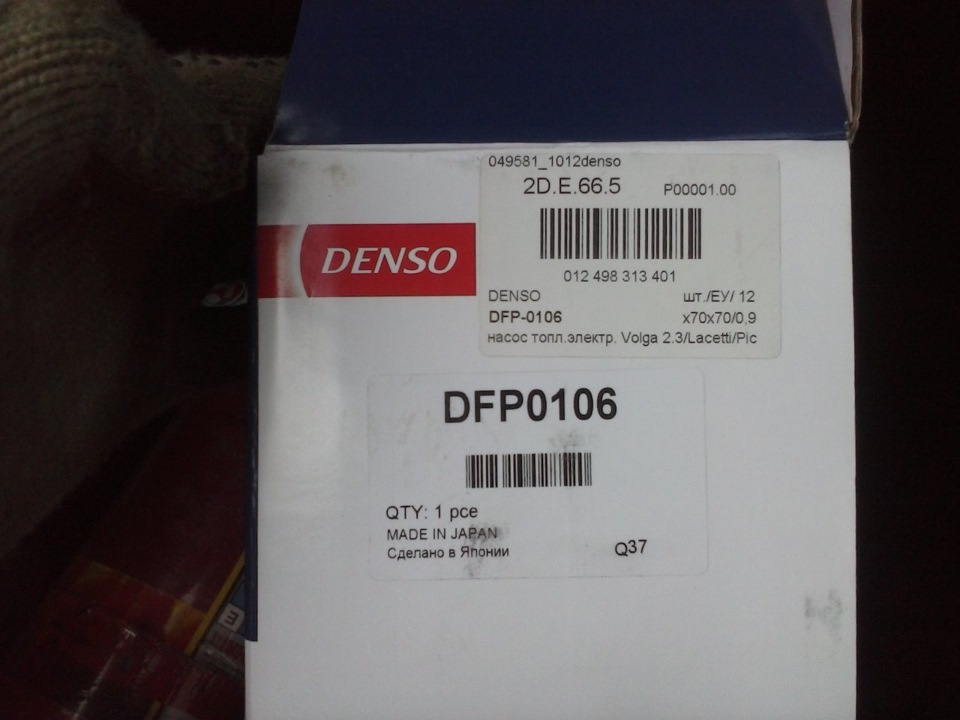 049581_1012denso
2D.E.66.5 P00001.00
012 498 313 401
DENSO
DENSO шт./ЕУ/ 12
DFP-0106 x70x70/0,9
насос топл.электр. Volga 2.3/Lacetti/Pic
DFP0106
QTY: 1 pce
MADE IN JAPAN
Сделано в Японии Q37